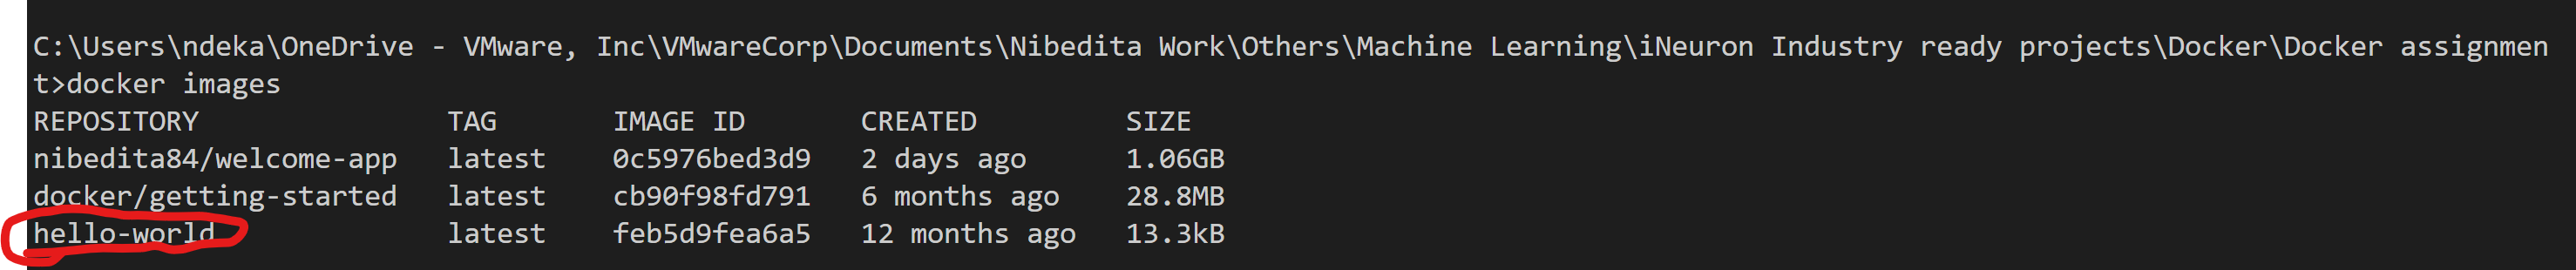 C:\Users\ndeka\OneDrive - VMware, Inc\VMwareCorp\Documents\Nibedita Work\Others\Machine Learning\iNeuron Industry ready projects\Docker\Docker assignmen
t>docker images
REPOSITORY TAG IMAGE ID CREATED SIZE
nibedita84/welcome-app latest 0c5976bed3d9 2 days ago 1.06GB
docker/getting-started latest cb90f98fd791 6 months ago 28.8MB
hello-world latest feb5d9fea6a5 12 months ago 13.3kB